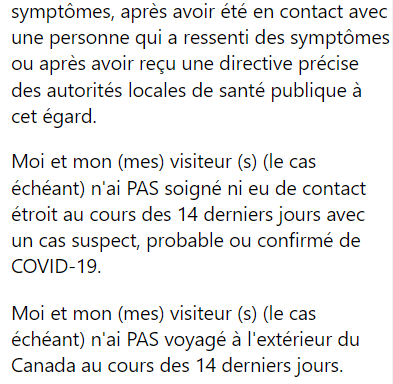 symptômes, après avoir été en contact avec
une personne qui a ressenti des symptômes
ou après avoir reçu une directive précise
des autorités locales de santé publique à
cet égard.
Moi et mon (mes) visiteur (s) (le cas
échéant) n'ai PAS soigné ni eu de contact
étroit au cours des 14 derniers jours avec
un cas suspect, probable ou confirmé de
COVID-19.
Moi et mon (mes) visiteur (s) (le cas
échéant) n'ai PAS voyagé à l'extérieur du
Canada au cours des 14 derniers jours.